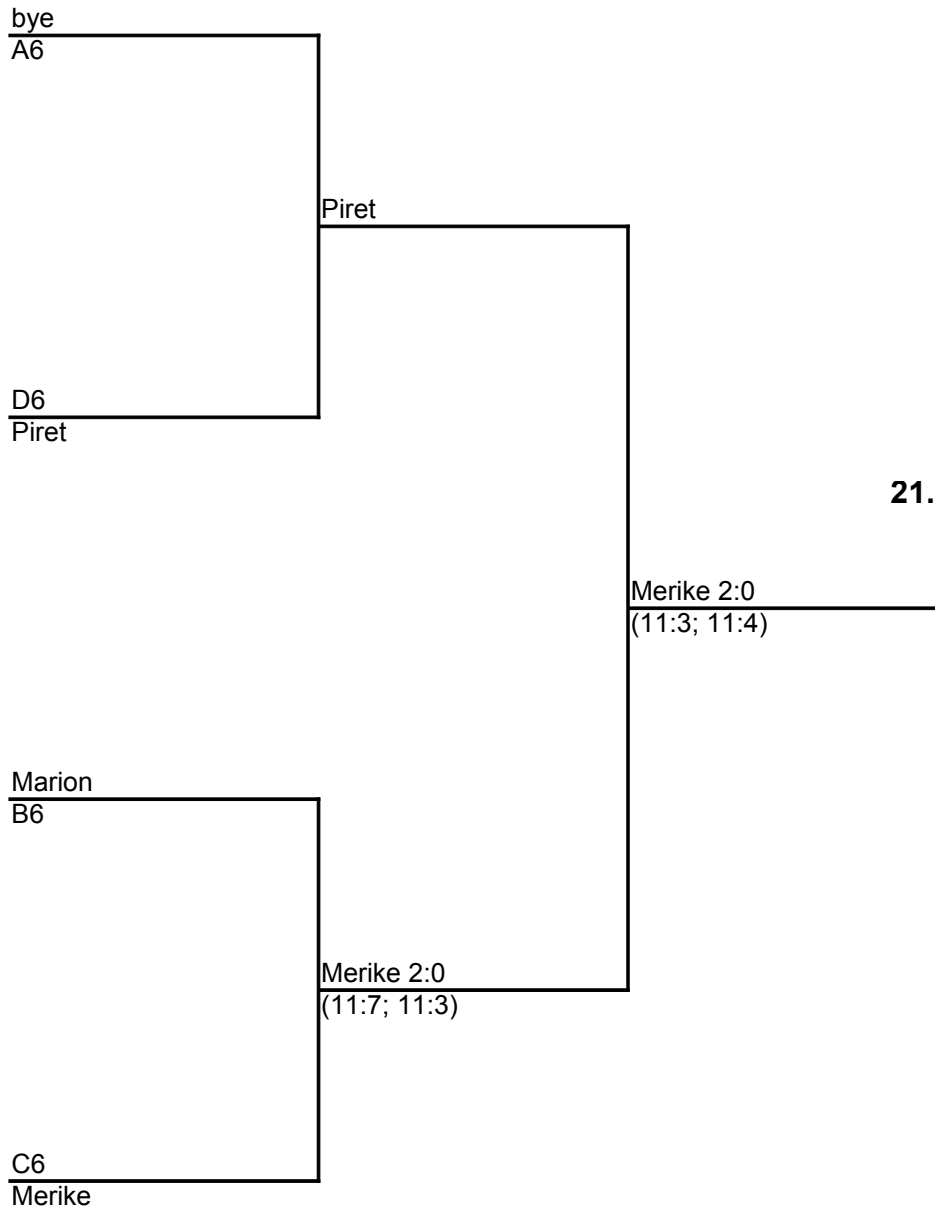 bye
A6
Piret
D6
Piret
21.
Merike 2:0
(11:3; 11:4)
Marion
B6
Merike 2:0
(11:7; 11:3)
C6
Merike